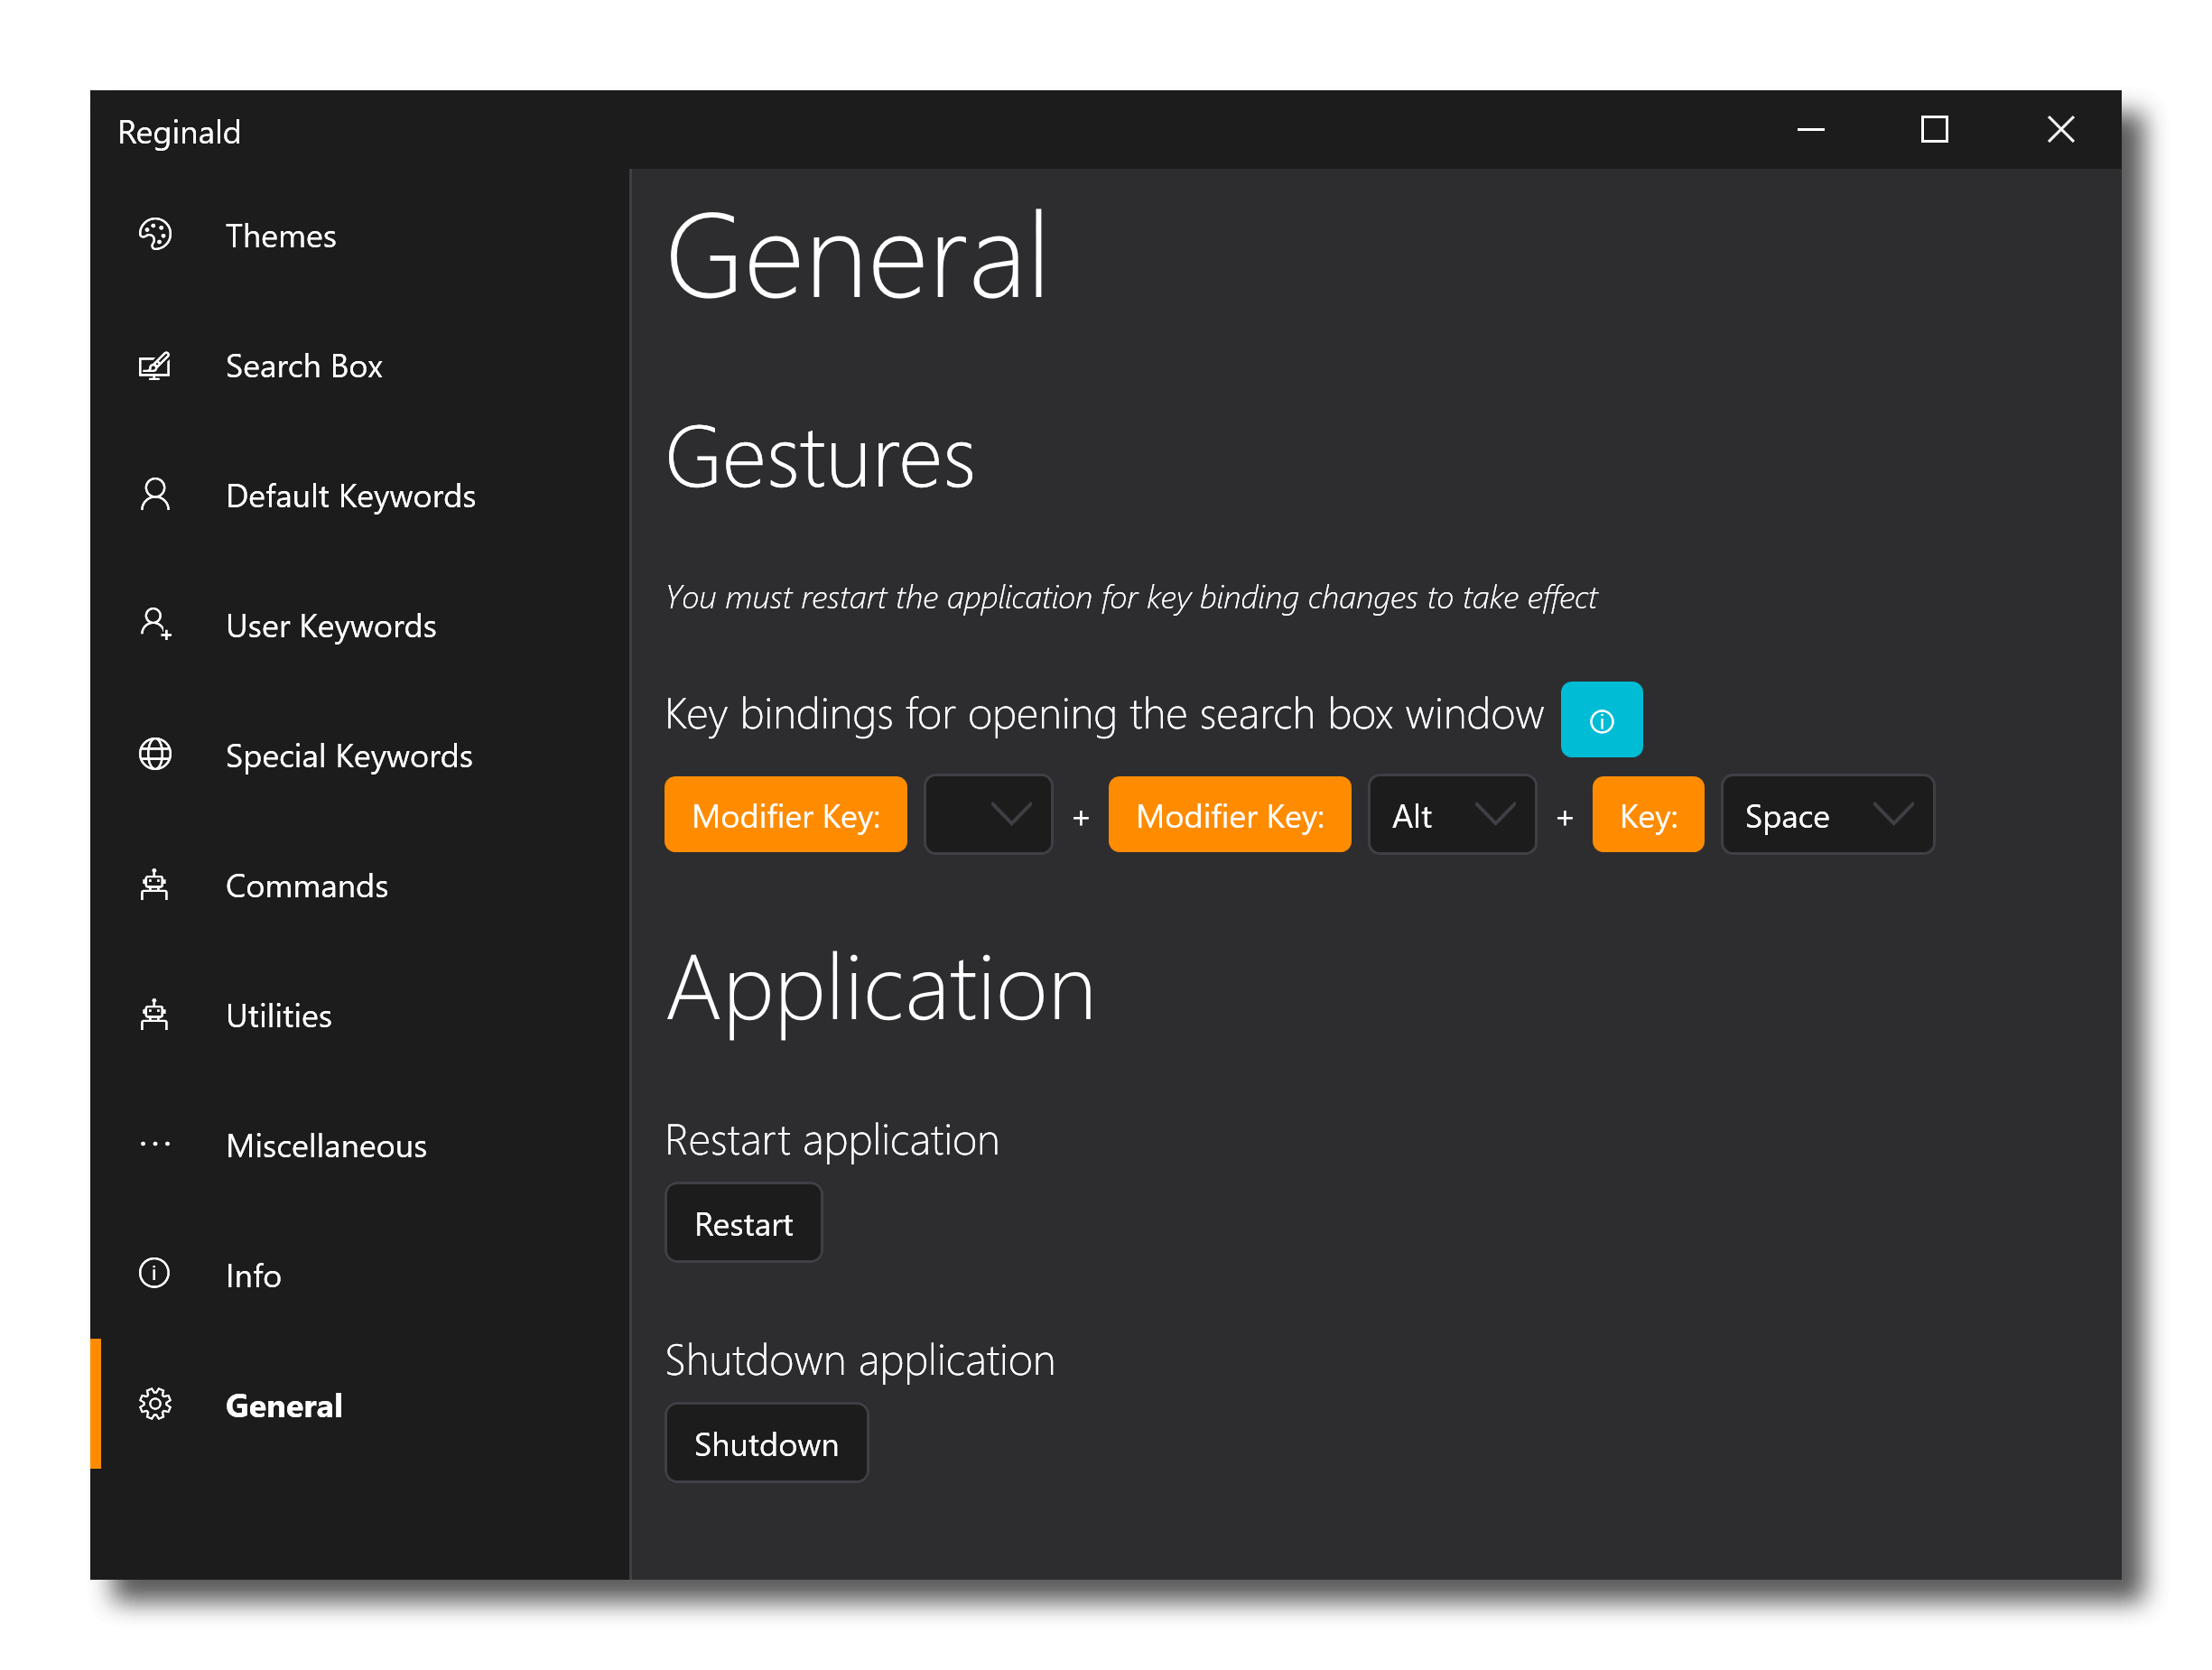 Reginald
Themes
Search Box
Default Keywords
User Keywords
Special Keywords
Commands
Utilities
Miscellaneous
Info
General
General
Gestures
You must restart the application for key binding changes to take effect
Key bindings for opening the search box window
Modifier Key: + Modifier Key: Alt + Key: Space
Application
Restart application
Restart
Shutdown application
Shutdown